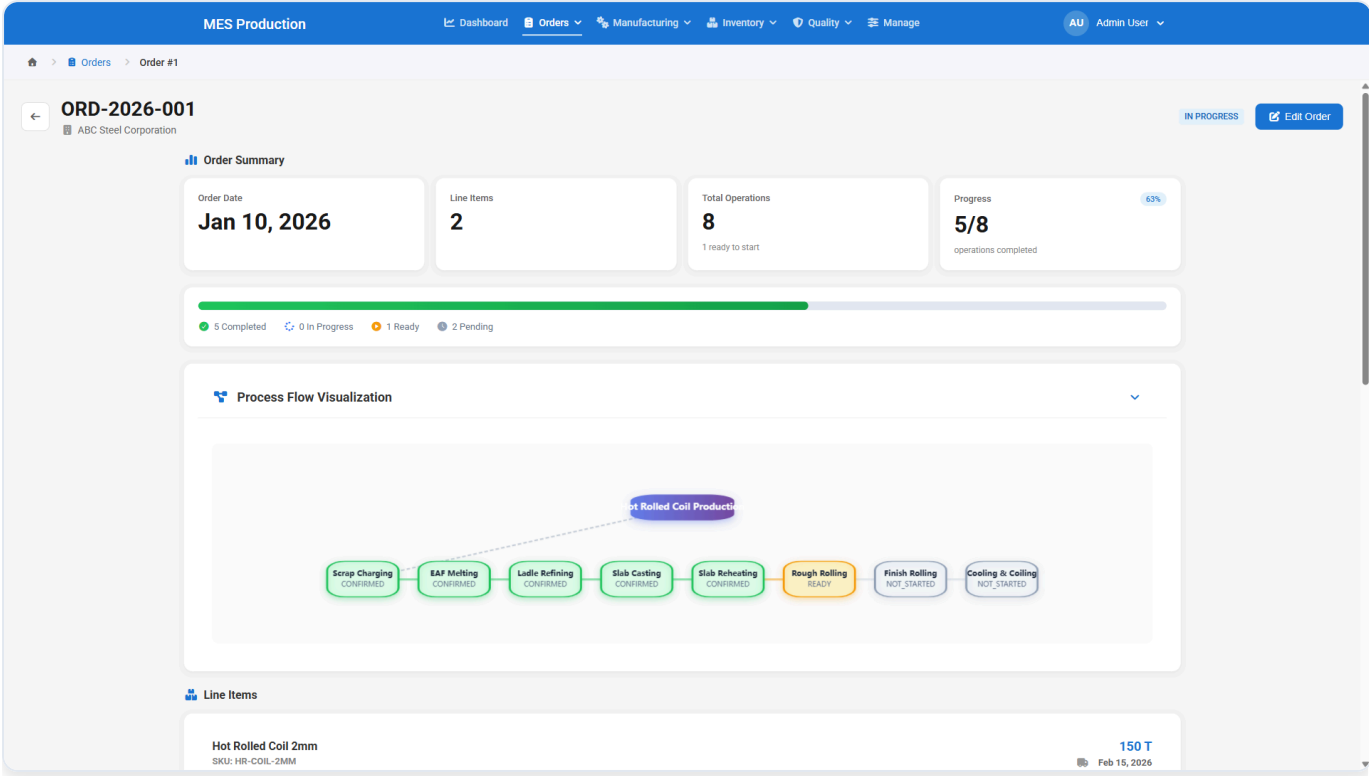 MES Production
Dashboard
Orders
Manufacturing
Inventory
Quality
Manage
AU
Admin User
Orders
Order #1
ORD-2026-001
ABC Steel Corporation
IN PROGRESS
Edit Order
Order Summary
Order Date
Jan 10, 2026
Line Items
2
Total Operations
8
1 ready to start
Progress
63%
5/8
operations completed
5 Completed
0 In Progress
1 Ready
2 Pending
Process Flow Visualization
ot Rolled Coil Producti
Scrap Charging
CONFIRMED
EAF Melting
CONFIRMED
Ladle Refining
CONFIRMED
Slab Casting
CONFIRMED
Slab Reheating
CONFIRMED
Rough Rolling
READY
Finish Rolling
NOT_STARTED
Cooling & Coiling
NOT_STARTED
Line Items
Hot Rolled Coil 2mm
SKU: HR-COIL-2MM
150 T
Feb 15, 2026